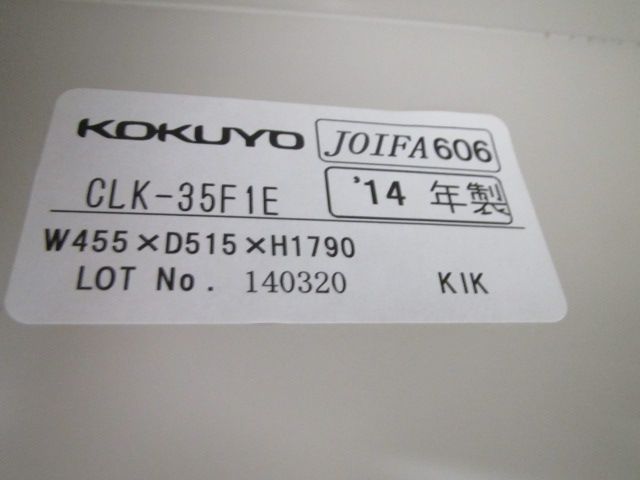 KOKUYO JOIFA606
CLK-35F1E '14 年製
W455×D515×H1790
LOT No. 140320 KIK